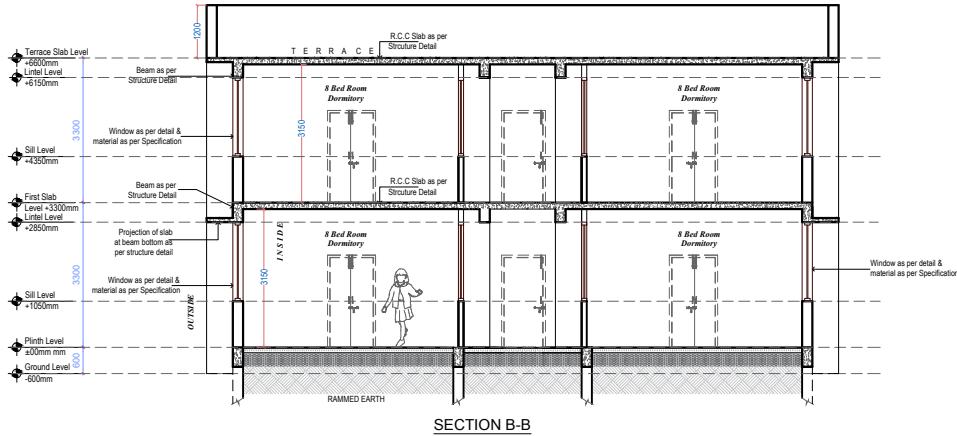 1200
R.C.C Slab as per
Strcuture Detail
T E R R A C E
Terrace Slab Level
+6600mm
Lintel Level
+6150mm
Beam as per
Structure Detail
8 Bed Room
Dormitory
8 Bed Room
Dormitory
3300
3150
Window as per detail &
material as per Specification
Sill Level
+4350mm
Beam as per
Structure Detail
R.C.C Slab as per
Strcuture Detail
First Slab
Level +3300mm
Lintel Level
+2850mm
Projection of slab
at beam bottom as
per structure detail
INSIDE
8 Bed Room
Dormitory
8 Bed Room
Dormitory
3300
3150
Window as per detail &
material as per Specification
Window as per detail &
material as per Specification
Sill Level
+1050mm
OUTSIDE
Plinth Level
±00mm mm
600
Ground Level
-600mm
RAMMED EARTH
SECTION B-B